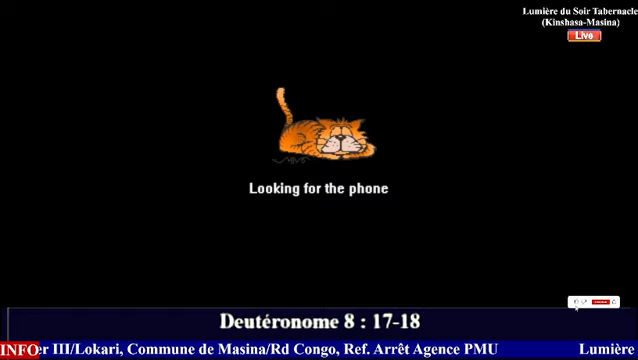 Lumière du Soir Tabernacle
(Kinshasa-Masina)
Live
Looking for the phone
Deutéronome 8 : 17-18
INFO er III/Lokari, Commune de Masina/Rd Congo, Ref. Arrêt Agence PMU Lumière